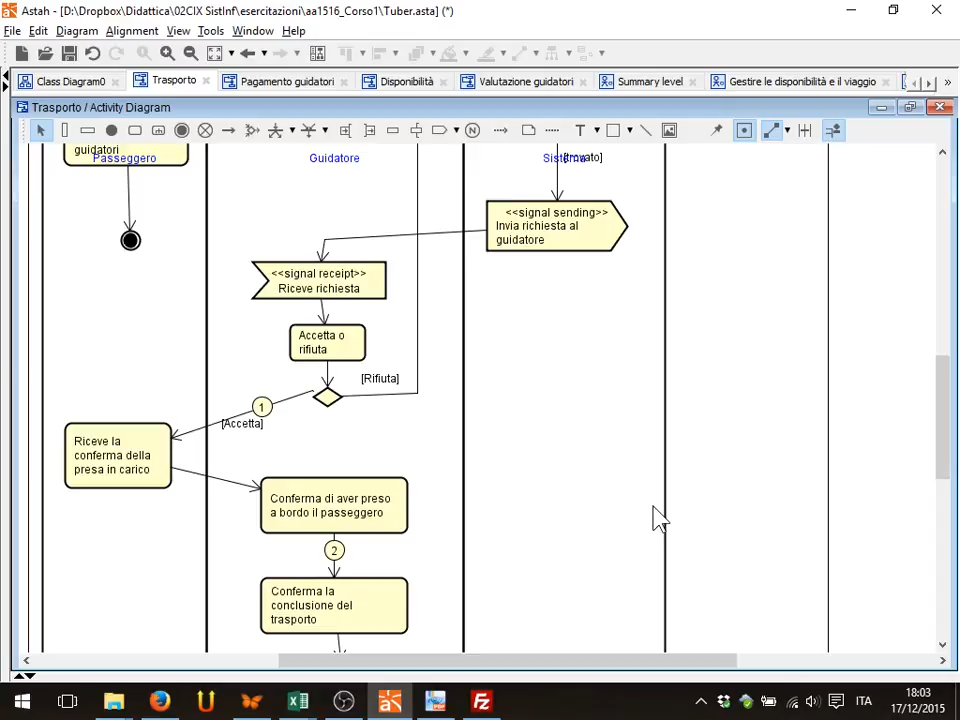 Astah - [D:\Dropbox\Didattica\02CIX SistInf\esercitazioni\aa1516_Corso1\Tuber.asta] (*)
File Edit Diagram Alignment View Tools Window Help
Class Diagram0 Trasporto Pagamento guidatori Disponibilità Valutazione guidatori Summary level Gestire le disponibilità e il viaggio
Trasporto / Activity Diagram
N T
guidatori
Passeggero Guidatore Sistema [trovato]
<<signal sending>>
Invia richiesta al
guidatore
<<signal receipt>>
Riceve richiesta
Accetta o
rifiuta
[Rifiuta]
1
[Accetta]
Riceve la
conferma della
presa in carico
Conferma di aver preso
a bordo il passeggero
2
Conferma la
conclusione del
trasporto
ITA
18:03
17/12/2015